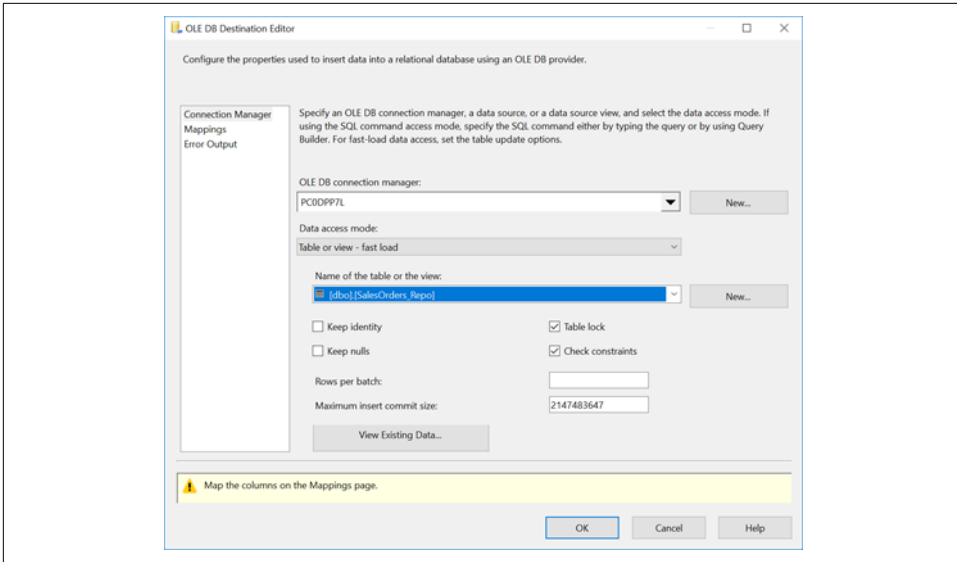 OLE DB Destination Editor
Configure the properties used to insert data into a relational database using an OLE DB provider.
Connection Manager
Mappings
Error Output
Specify an OLE DB connection manager, a data source, or a data source view, and select the data access mode. If
using the SQL command access mode, specify the SQL command either by typing the query or by using Query
Builder. For fast-load data access, set the table update options.
OLE DB connection manager:
PC0DPP7L
New...
Data access mode:
Table or view - fast load
Name of the table or the view:
[dbo].[SalesOrders_Repo]
New...
Keep identity
Table lock
Keep nulls
Check constraints
Rows per batch:
Maximum insert commit size:
2147483647
View Existing Data...
Map the columns on the Mappings page.
OK
Cancel
Help